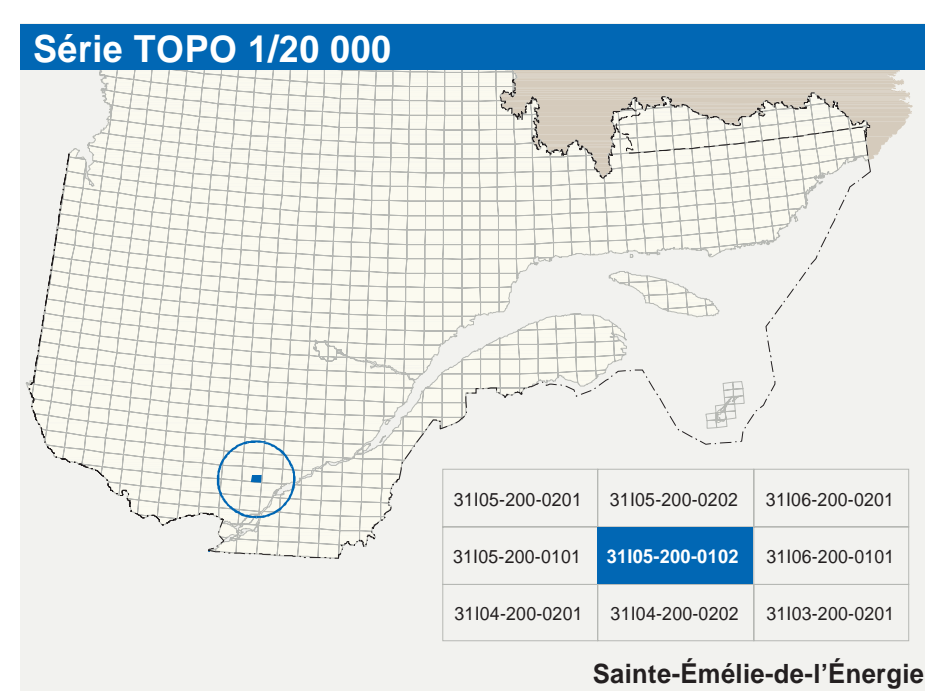 Série TOPO 1/20 000
31I05-200-0201 31I05-200-0202 31I06-200-0201
31I05-200-0101 31I05-200-0102 31I06-200-0101
31I04-200-0201 31I04-200-0202 31I03-200-0201
Sainte-Émélie-de-l’Énergie